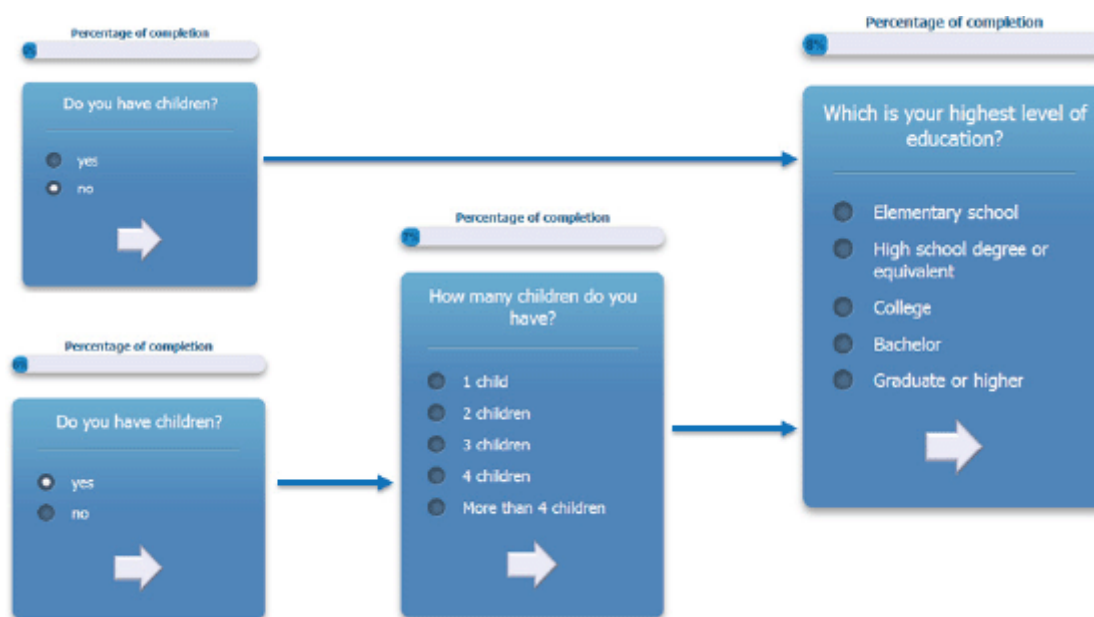 Percentage of completion
Do you have children?
yes
no
Percentage of completion
Do you have children?
yes
no
Percentage of completion
How many children do you
have?
1 child
2 children
3 children
4 children
More than 4 children
Percentage of completion
8%
Which is your highest level of
education?
Elementary school
High school degree or
equivalent
College
Bachelor
Graduate or higher